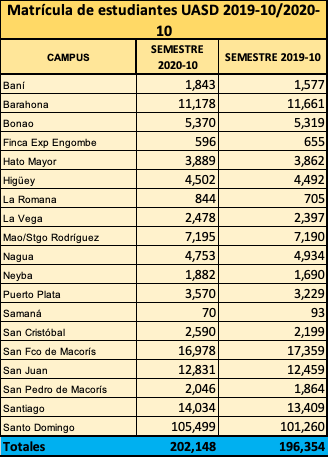 Matrícula de estudiantes UASD 2019-10/2020-
10
CAMPUS SEMESTRE 2020-10 SEMESTRE 2019-10
Baní 1,843 1,577
Barahona 11,178 11,661
Bonao 5,370 5,319
Finca Exp Engombe 596 655
Hato Mayor 3,889 3,862
Higüey 4,502 4,492
La Romana 844 705
La Vega 2,478 2,397
Mao/Stgo Rodríguez 7,195 7,190
Nagua 4,753 4,934
Neyba 1,882 1,690
Puerto Plata 3,570 3,229
Samaná 70 93
San Cristóbal 2,590 2,199
San Fco de Macorís 16,978 17,359
San Juan 12,831 12,459
San Pedro de Macorís 2,046 1,864
Santiago 14,034 13,409
Santo Domingo 105,499 101,260
Totales 202,148 196,354